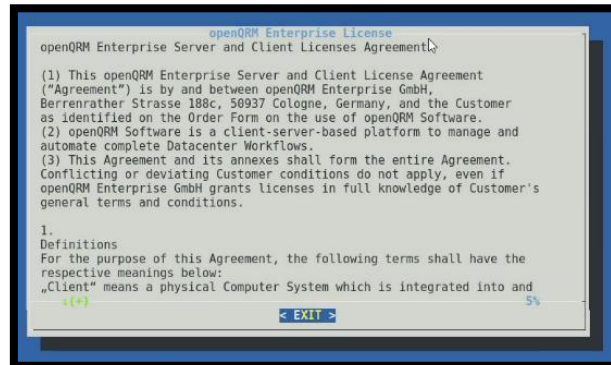 openQRM Enterprise License
openQRM Enterprise Server and Client Licenses Agreement
(1) This openQRM Enterprise Server and Client License Agreement
(“Agreement”) is by and between openQRM Enterprise GmbH,
Berrenrather Strasse 188c, 50937 Cologne, Germany, and the Customer
as identified on the Order Form on the use of openQRM Software.
(2) openQRM Software is a client-server-based platform to manage and
automate complete Datacenter Workflows.
(3) This Agreement and its annexes shall form the entire Agreement.
Conflicting or deviating Customer conditions do not apply, even if
openQRM Enterprise GmbH grants licenses in full knowledge of Customer's
general terms and conditions.
1.
Definitions
For the purpose of this Agreement, the following terms shall have the
respective meanings below:
„Client“ means a physical Computer System which is integrated into and
↓(+) 5%
< EXIT >